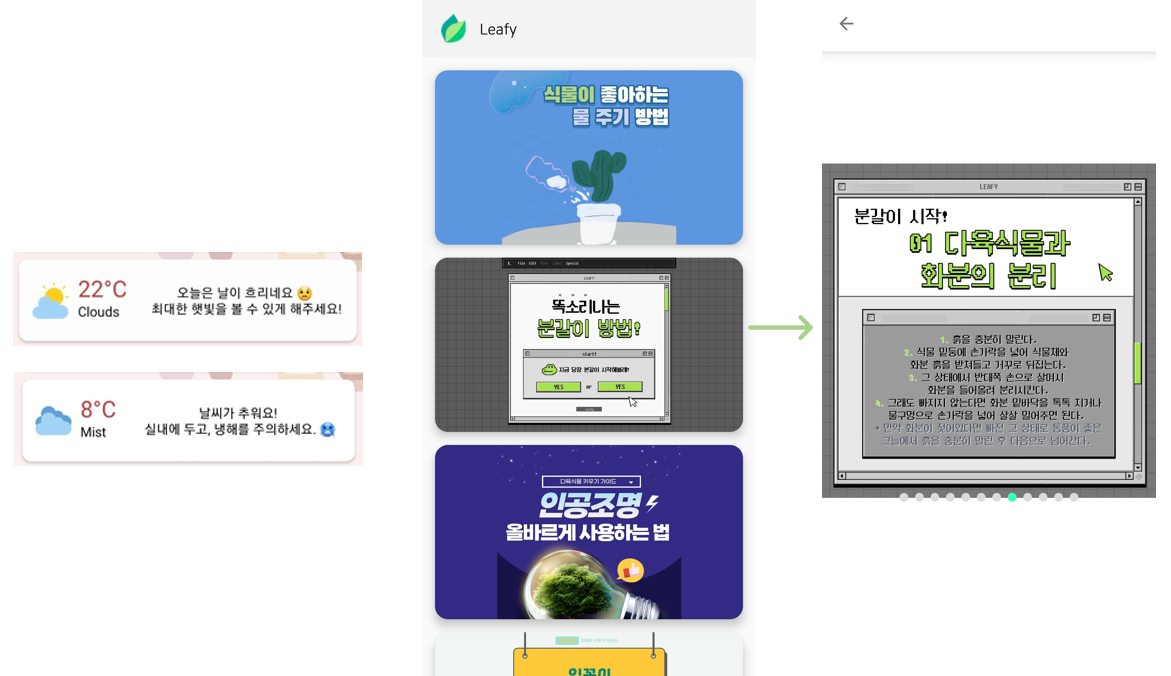 22°C
Clouds
오늘은 날이 흐리네요 😟
최대한 햇빛을 볼 수 있게 해주세요!
8°C
Mist
날씨가 추워요!
실내에 두고, 냉해를 주의하세요. 🥶
Leafy
식물이 좋아하는
물 주기 방법
File Edit
Special
LEAFY
똑소리나는
분갈이 방법!
start?
지금 당장 분갈이 시작해볼래?
YES or YES
다육식물 키우기 가이드
인공조명
올바르게 사용하는 법
LEAFY
분갈이 시작!
01 다육식물과
화분의 분리
1. 흙을 충분히 말린다.
2. 식물 밑동에 손가락을 넣어 식물체와
화분 흙을 받쳐들고 거꾸로 뒤집는다.
3. 그 상태에서 반대쪽 손으로 살며시
화분을 들어올려 분리시킨다.
4. 그래도 빠지지 않는다면 화분 밑바닥을 톡톡 치거나
물구멍으로 손가락을 넣어 살살 밀어주면 된다.
* 만약 화분이 젖어있다면 빠진 그 상태로 통풍이 좋은
그늘에서 흙을 충분히 말린 후 다음으로 넘어간다.